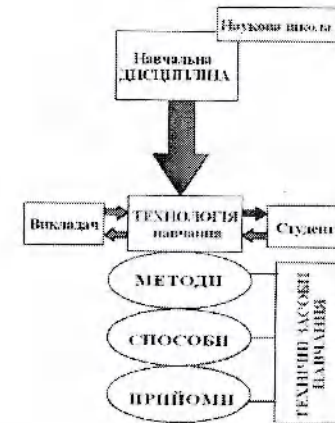 Наукова школа
Навчальна
ДИСЦИПЛІНА
Викладач
ТЕХНОЛОГІЯ
навчання
Студент
МЕТОДИ
СПОСОБИ
ПРИЙОМИ
ТЕХНІЧНІ ЗАСОБИ
НАВЧАННЯ